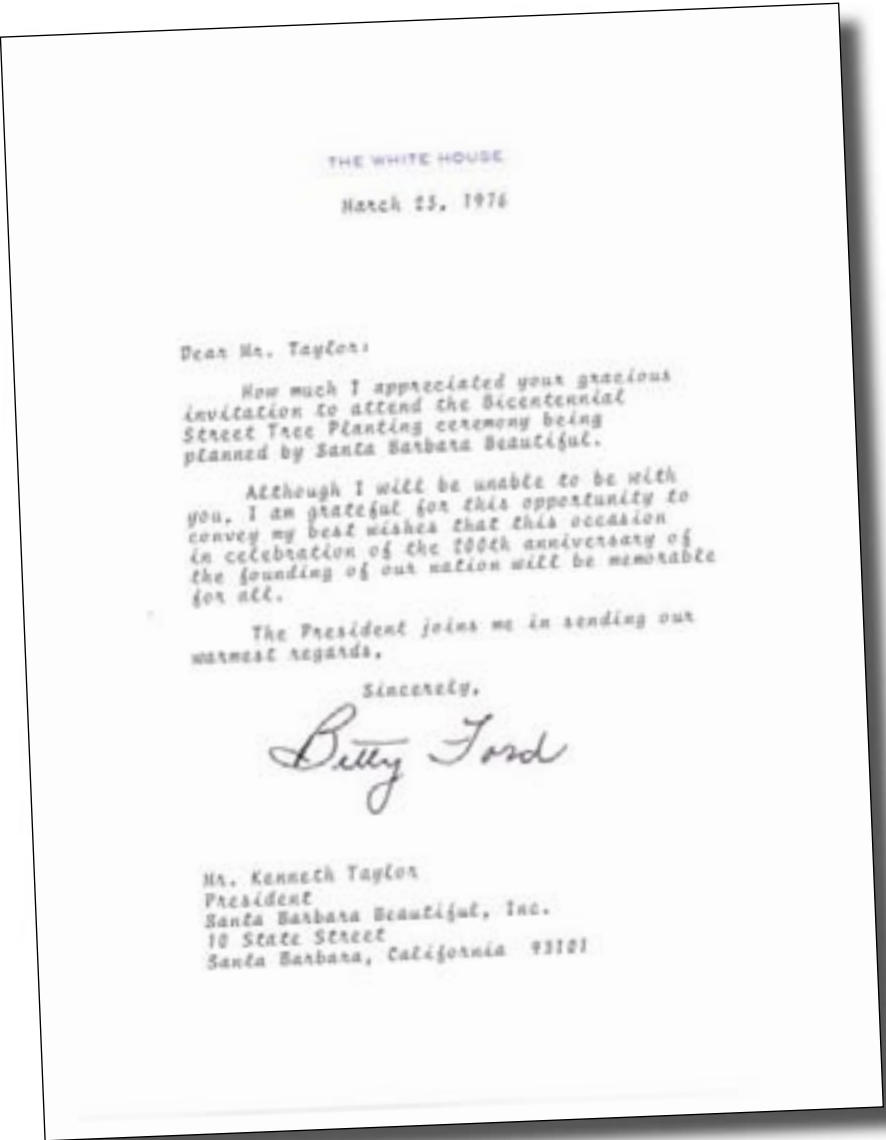 THE WHITE HOUSE
March 23, 1976
Dear Mr. Taylor:
How much I appreciated your gracious
invitation to attend the Bicentennial
Street Tree Planting ceremony being
planned by Santa Barbara Beautiful.
Although I will be unable to be with
you, I am grateful for this opportunity to
convey my best wishes that this occasion
in celebration of the 200th anniversary of
the founding of our nation will be memorable
for all.
The President joins me in sending our
warmest regards,
Sincerely,
Betty Ford
Mr. Kenneth Taylor
President
Santa Barbara Beautiful, Inc.
10 State Street
Santa Barbara, California 93101